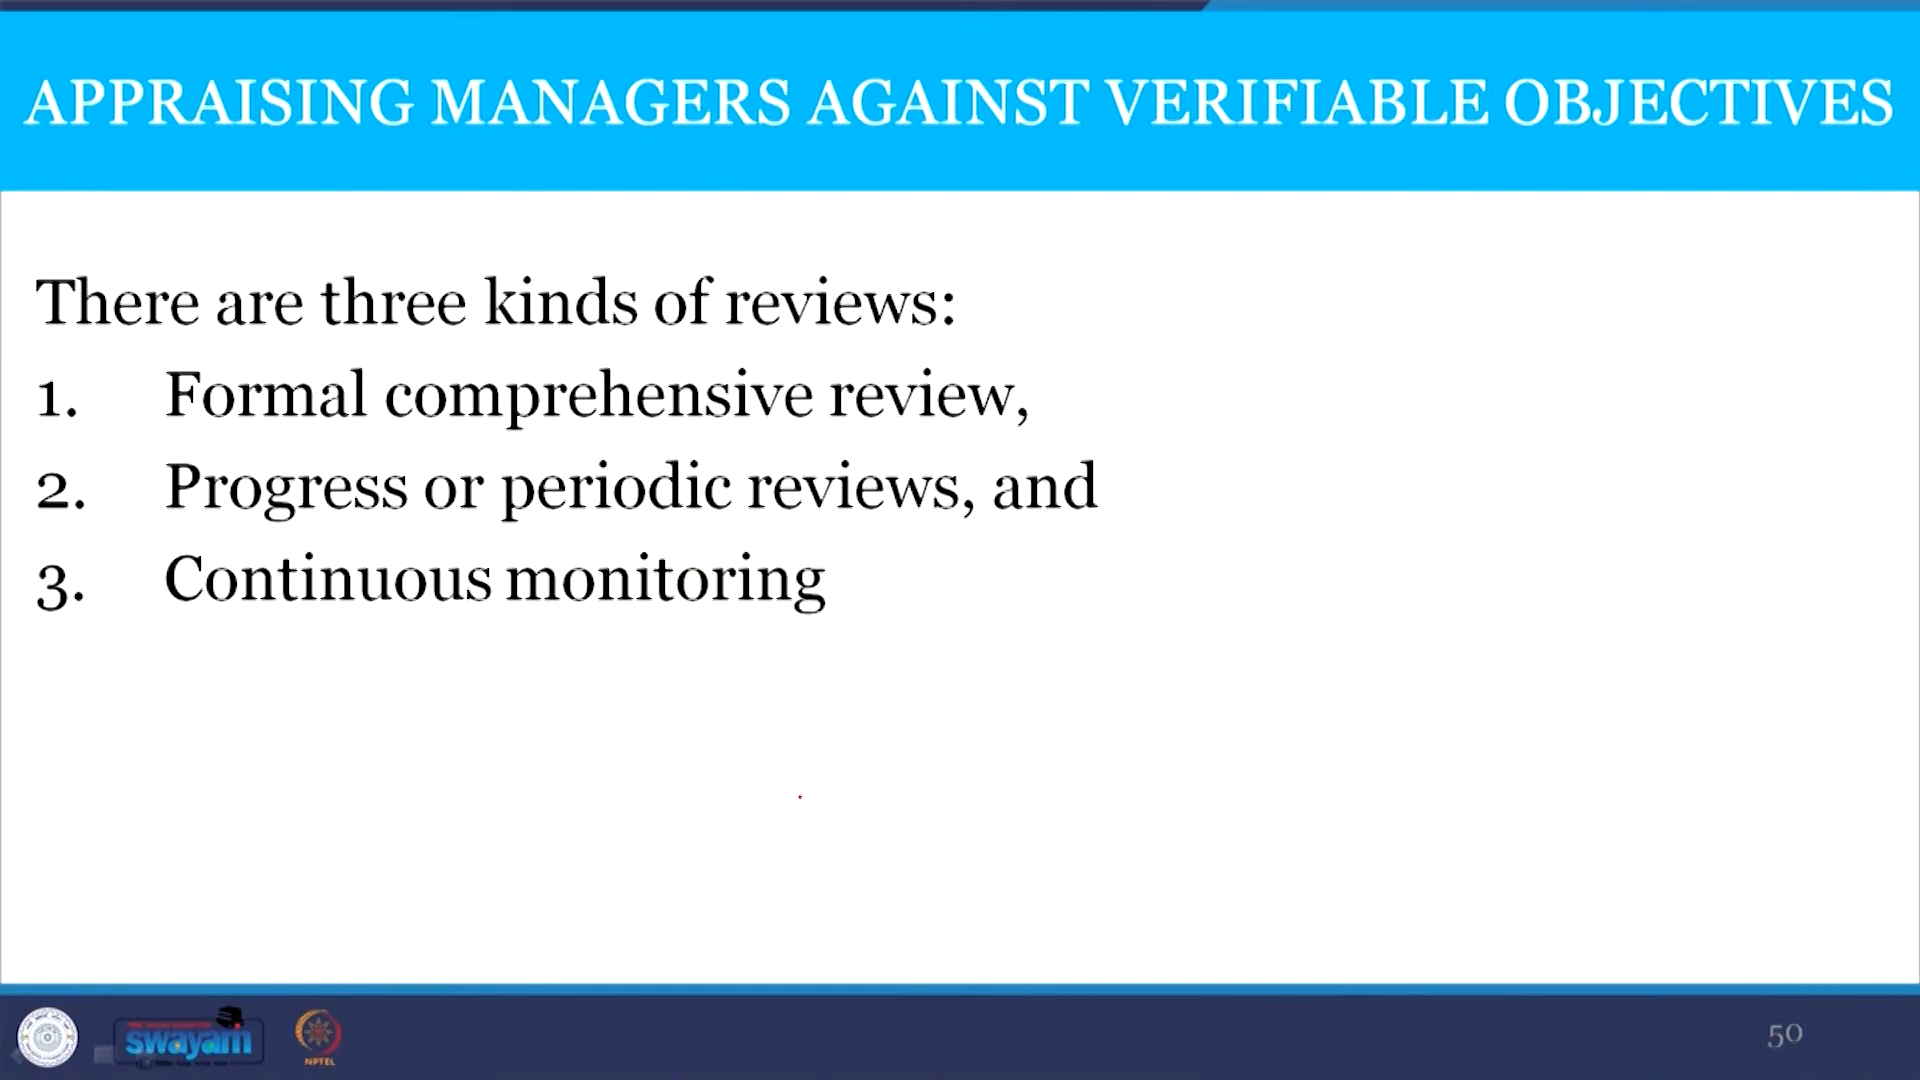 APPRAISING MANAGERS AGAINST VERIFIABLE OBJECTIVES
There are three kinds of reviews:
1. Formal comprehensive review,
2. Progress or periodic reviews, and
3. Continuous monitoring
swayam
NPTEL
50